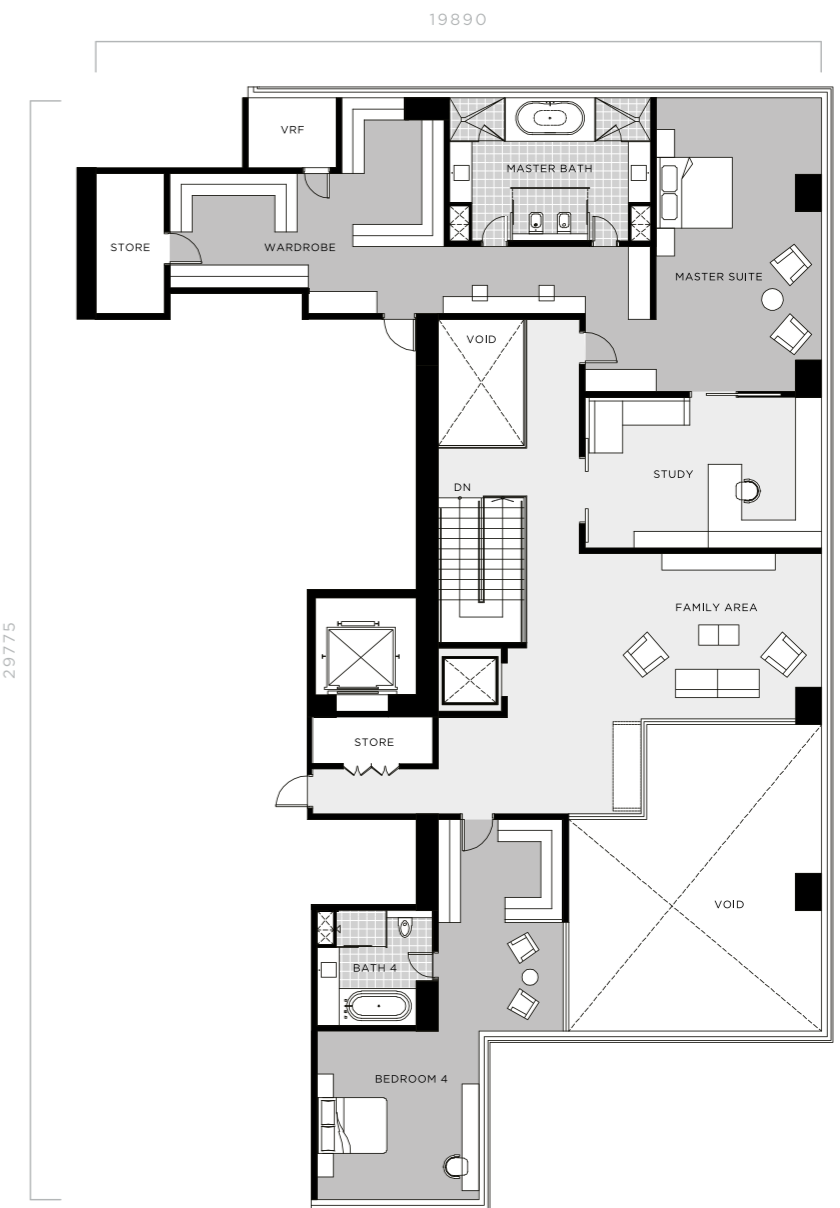 19890
VRF
MASTER BATH
STORE
WARDROBE
MASTER SUITE
VOID
STUDY
DN
FAMILY AREA
29775
STORE
VOID
BATH 4
BEDROOM 4